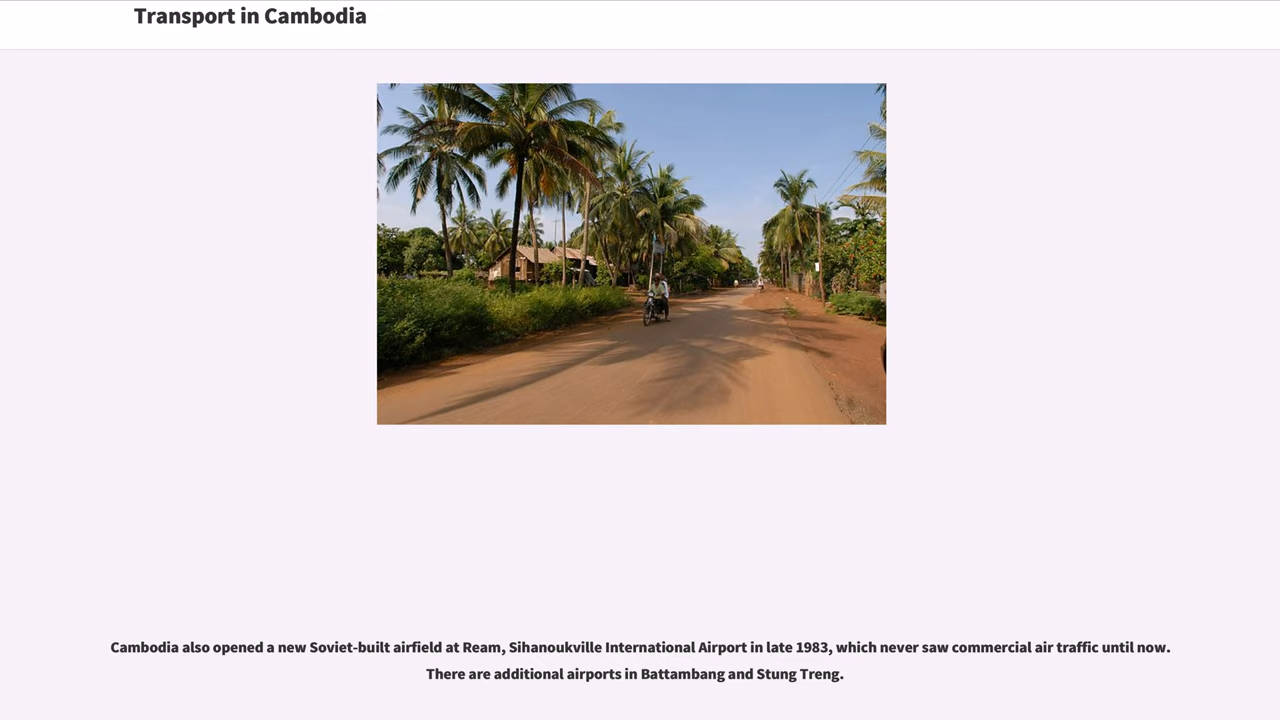 Transport in Cambodia
Cambodia also opened a new Soviet-built airfield at Ream, Sihanoukville International Airport in late 1983, which never saw commercial air traffic until now.
There are additional airports in Battambang and Stung Treng.